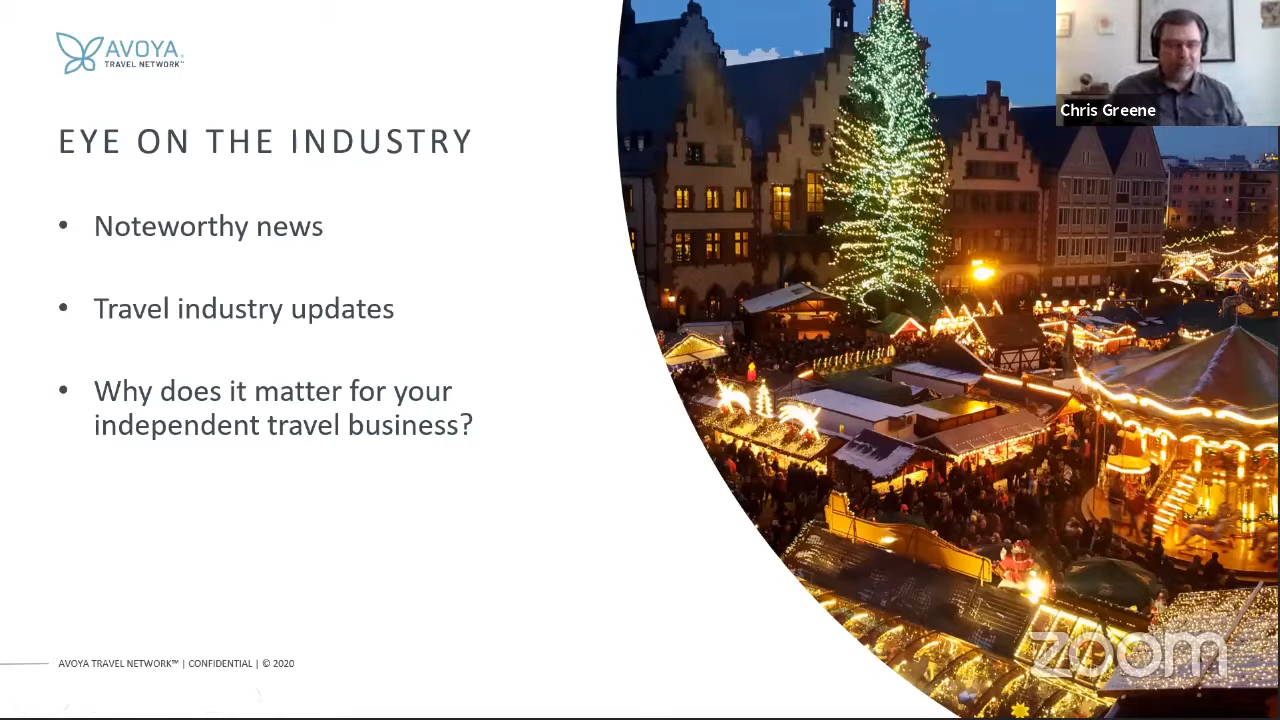 AVOYA
TRAVEL NETWORK™
EYE ON THE INDUSTRY
• Noteworthy news
• Travel industry updates
• Why does it matter for your
independent travel business?
AVOYA TRAVEL NETWORK™ | CONFIDENTIAL | © 2020
Chris Greene
zoom